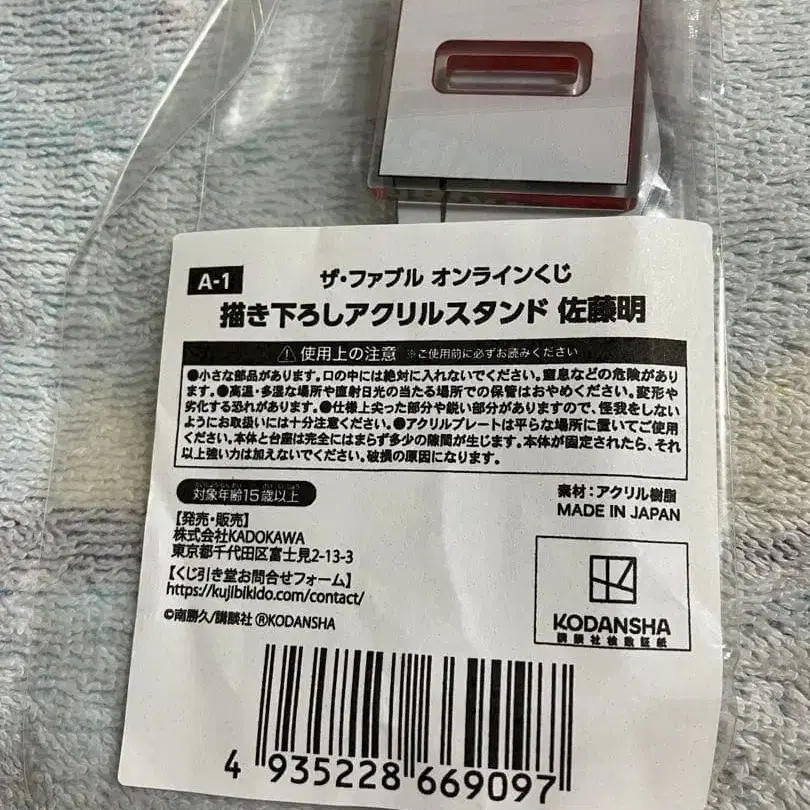 A-1
ザ・ファブル オンラインくじ
描き下ろしアクリルスタンド 佐藤明
⚠ 使用上の注意 ※ご使用前に必ずお読みください
●小さな部品があります。口の中には絶対に入れないでください。窒息などの危険があり
ます。●高温・多湿な場所や直射日光の当たる場所での保管はおやめください。変形や
劣化する恐れがあります。●仕様上尖った部分や鋭い部分がありますので、怪我をしない
ようにお取扱いには十分注意ください。●アクリルプレートは平らな場所に置いてご使用
ください。本体と台座は完全にはまらず多少の隙間が生じます。本体が固定されたら、それ
以上強い力は加えないでください。破損の原因になります。
対象年齢15歳以上
素材：アクリル樹脂
MADE IN JAPAN
【発売・販売】
株式会社KADOKAWA
東京都千代田区富士見2-13-3
【くじ引き堂お問合せフォーム】
https://kujibikido.com/contact/
©南勝久/講談社 ®KODANSHA
KODANSHA
講談社検敢証紙
4 935228 669097